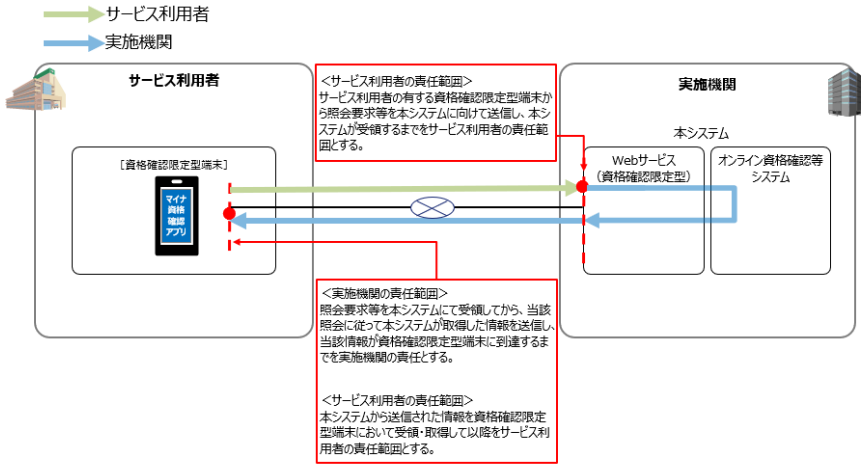 サービス利用者
実施機関
サービス利用者
<サービス利用者の責任範囲>
サービス利用者の有する資格確認限定型端末か
ら照会要求等を本システムに向けて送信し、本シ
ステムが受領するまでをサービス利用者の責任範
囲とする。
実施機関
本システム
[資格確認限定型端末]
マイナ
資格
確認
アプリ
Webサービス
(資格確認限定型)
オンライン資格確認等
システム
<実施機関の責任範囲>
照会要求等を本システムにて受領してから、当該
照会に従って本システムが取得した情報を送信し、
当該情報が資格確認限定型端末に到達するま
でを実施機関の責任とする。
<サービス利用者の責任範囲>
本システムから送信された情報を資格確認限定
型端末において受領・取得して以降をサービス利
用者の責任範囲とする。